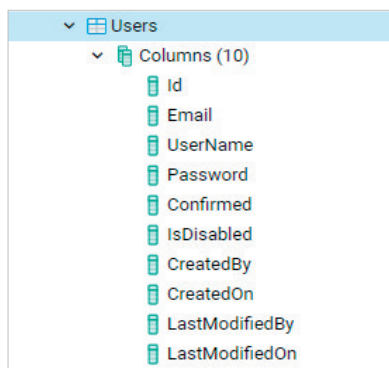 Users
Columns (10)
Id
Email
UserName
Password
Confirmed
IsDisabled
CreatedBy
CreatedOn
LastModifiedBy
LastModifiedOn